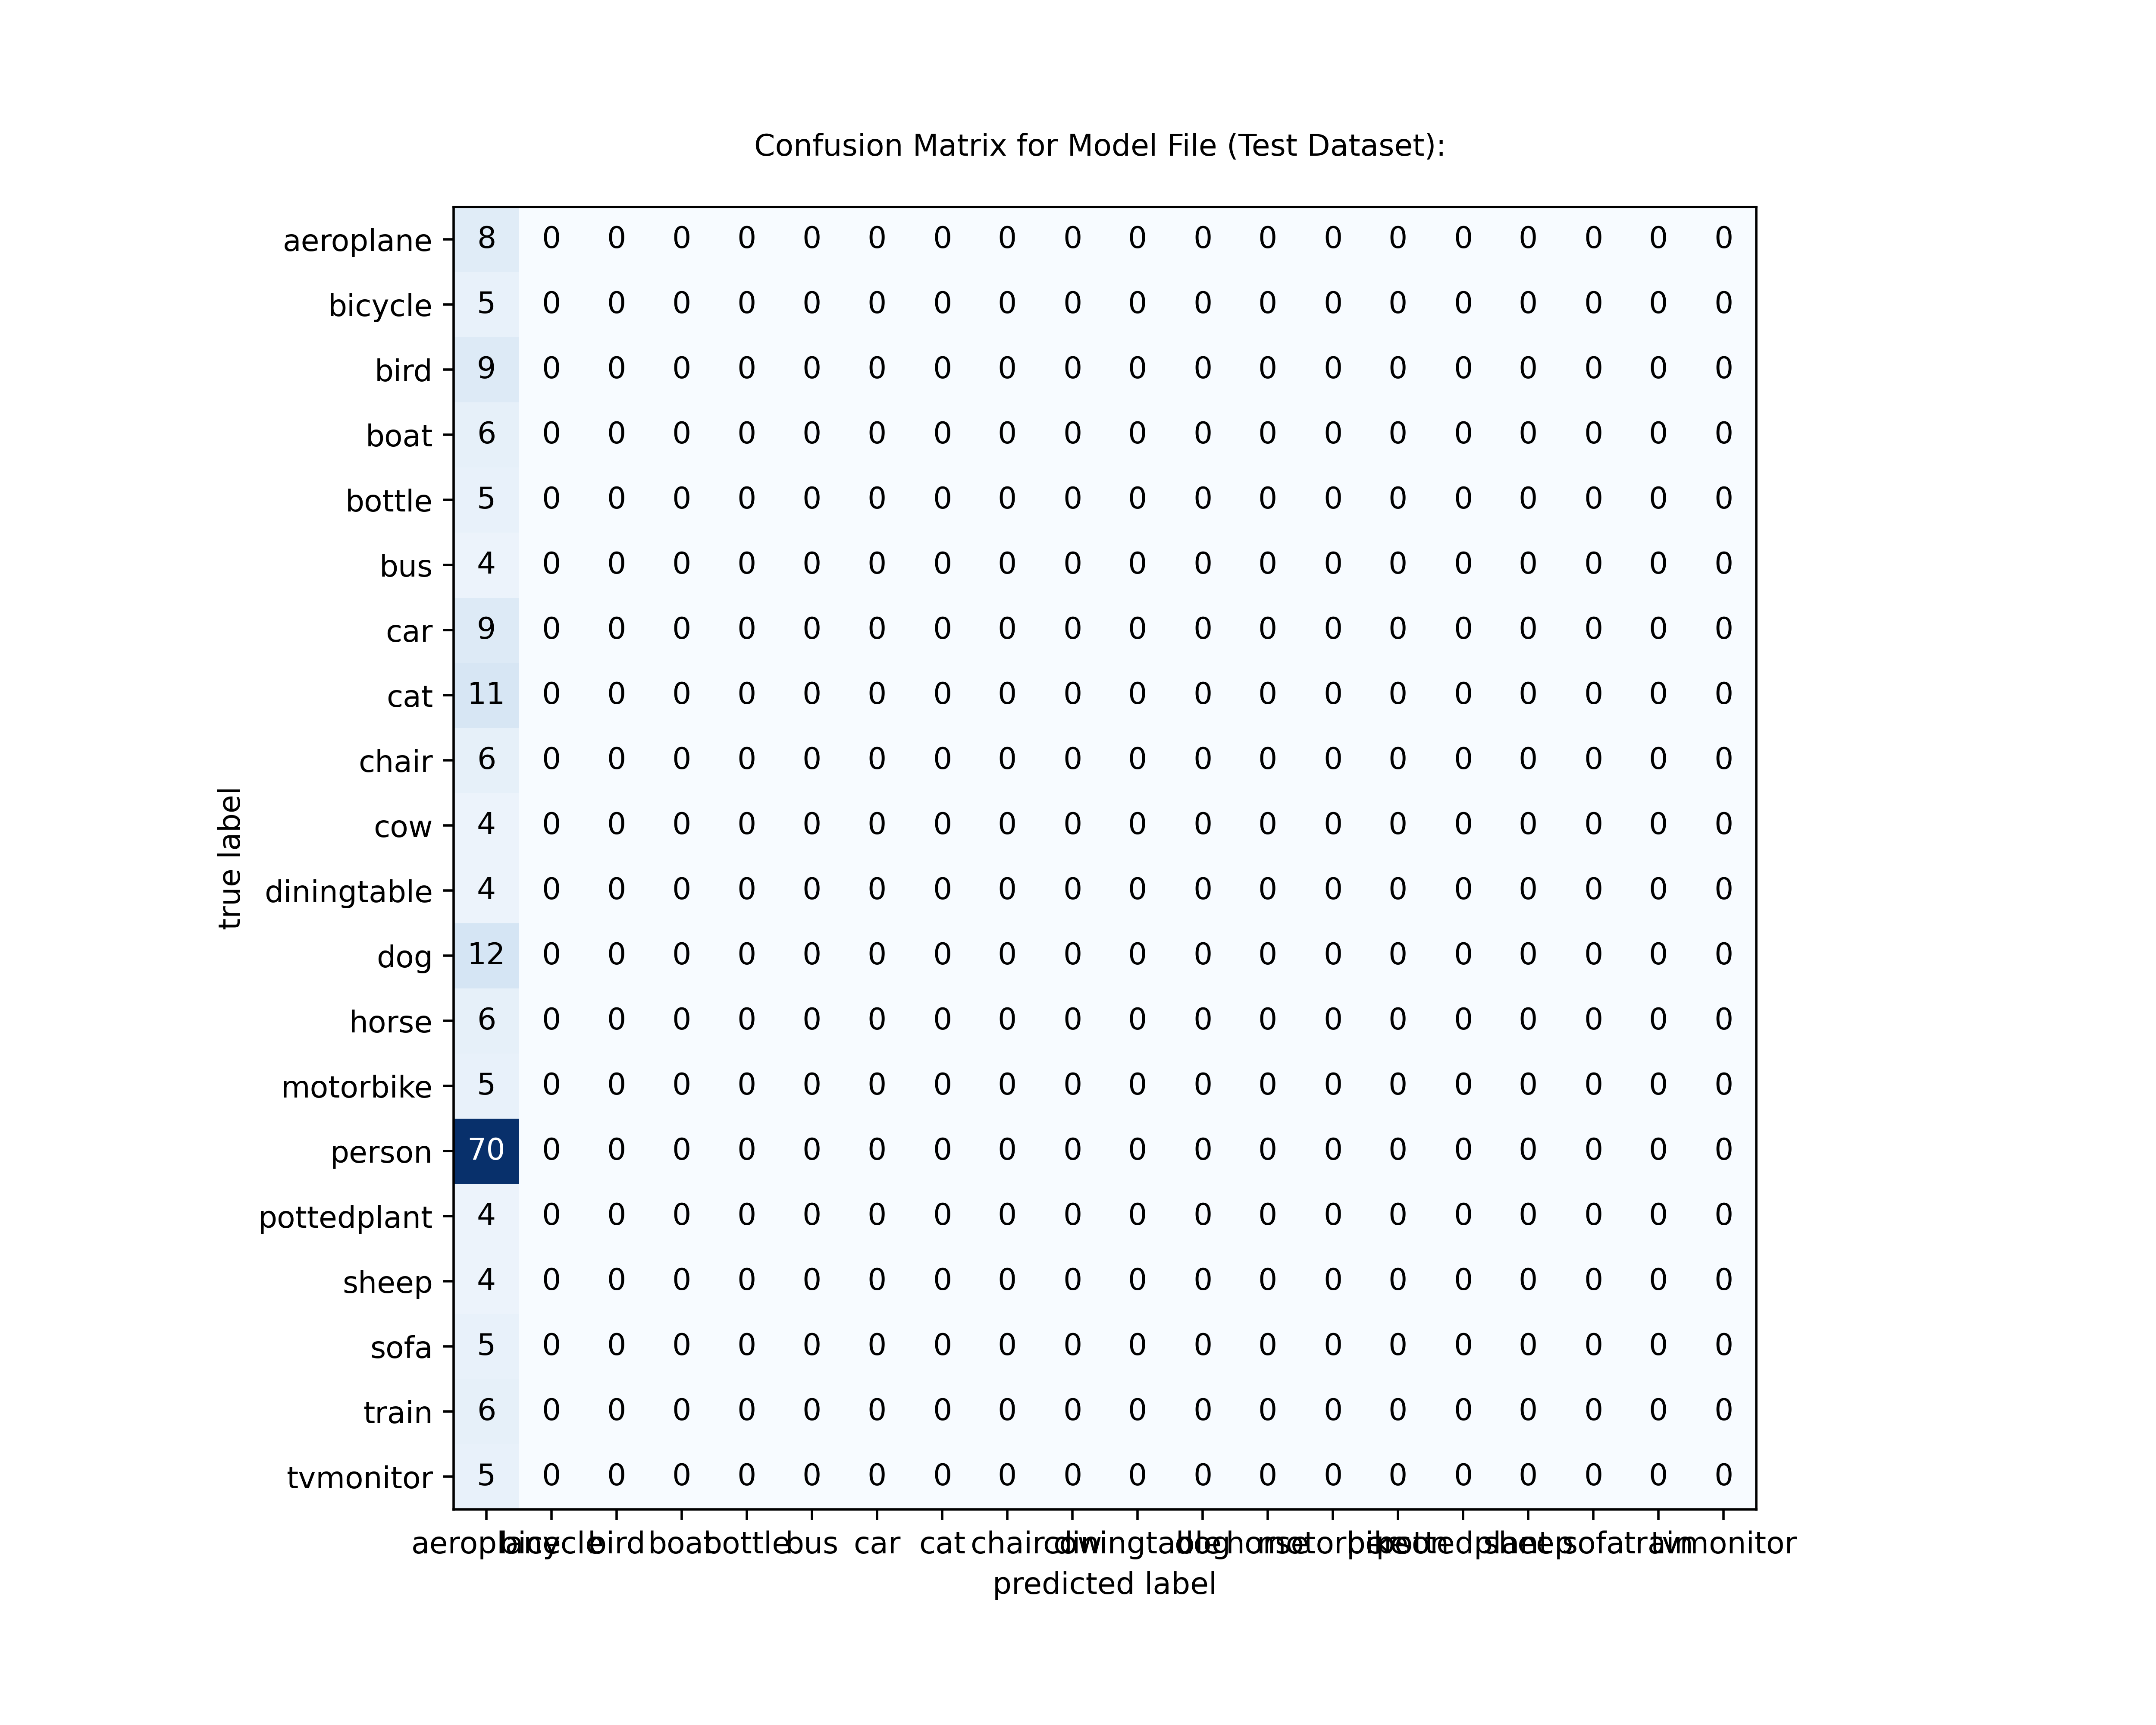 Confusion Matrix for Model File (Test Dataset):
aeroplane 8 0 0 0 0 0 0 0 0 0 0 0 0 0 0 0 0 0 0 0
bicycle 5 0 0 0 0 0 0 0 0 0 0 0 0 0 0 0 0 0 0 0
bird 9 0 0 0 0 0 0 0 0 0 0 0 0 0 0 0 0 0 0 0
boat 6 0 0 0 0 0 0 0 0 0 0 0 0 0 0 0 0 0 0 0
bottle 5 0 0 0 0 0 0 0 0 0 0 0 0 0 0 0 0 0 0 0
bus 4 0 0 0 0 0 0 0 0 0 0 0 0 0 0 0 0 0 0 0
car 9 0 0 0 0 0 0 0 0 0 0 0 0 0 0 0 0 0 0 0
cat 11 0 0 0 0 0 0 0 0 0 0 0 0 0 0 0 0 0 0 0
chair 6 0 0 0 0 0 0 0 0 0 0 0 0 0 0 0 0 0 0 0
cow 4 0 0 0 0 0 0 0 0 0 0 0 0 0 0 0 0 0 0 0
diningtable 4 0 0 0 0 0 0 0 0 0 0 0 0 0 0 0 0 0 0 0
dog 12 0 0 0 0 0 0 0 0 0 0 0 0 0 0 0 0 0 0 0
horse 6 0 0 0 0 0 0 0 0 0 0 0 0 0 0 0 0 0 0 0
motorbike 5 0 0 0 0 0 0 0 0 0 0 0 0 0 0 0 0 0 0 0
person 70 0 0 0 0 0 0 0 0 0 0 0 0 0 0 0 0 0 0 0
pottedplant 4 0 0 0 0 0 0 0 0 0 0 0 0 0 0 0 0 0 0 0
sheep 4 0 0 0 0 0 0 0 0 0 0 0 0 0 0 0 0 0 0 0
sofa 5 0 0 0 0 0 0 0 0 0 0 0 0 0 0 0 0 0 0 0
train 6 0 0 0 0 0 0 0 0 0 0 0 0 0 0 0 0 0 0 0
tvmonitor 5 0 0 0 0 0 0 0 0 0 0 0 0 0 0 0 0 0 0 0
true label
aeroplane bicycle bird boat bottle bus car cat chair cow diningtable dog horse motorbike person pottedplant sheep sofa train tvmonitor
predicted label